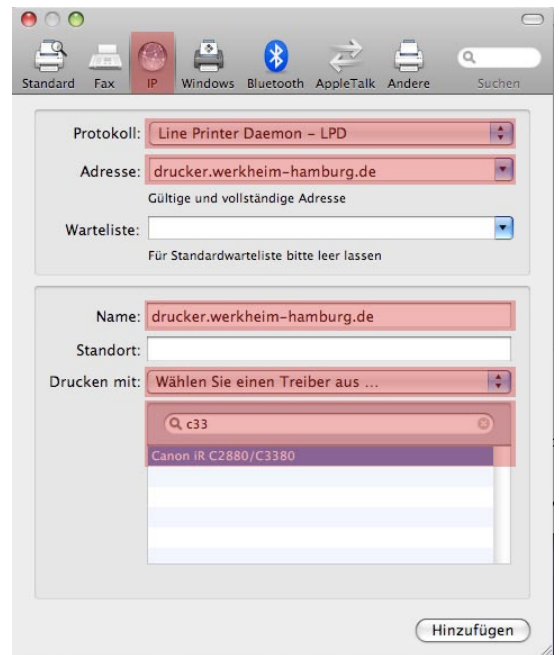 Standard Fax IP Windows Bluetooth AppleTalk Andere Suchen
Protokoll: Line Printer Daemon – LPD
Adresse: drucker.werkheim-hamburg.de
Gültige und vollständige Adresse
Warteliste:
Für Standardwarteliste bitte leer lassen
Name: drucker.werkheim-hamburg.de
Standort:
Drucken mit: Wählen Sie einen Treiber aus ...
c33
Canon iR C2880/C3380
Hinzufügen